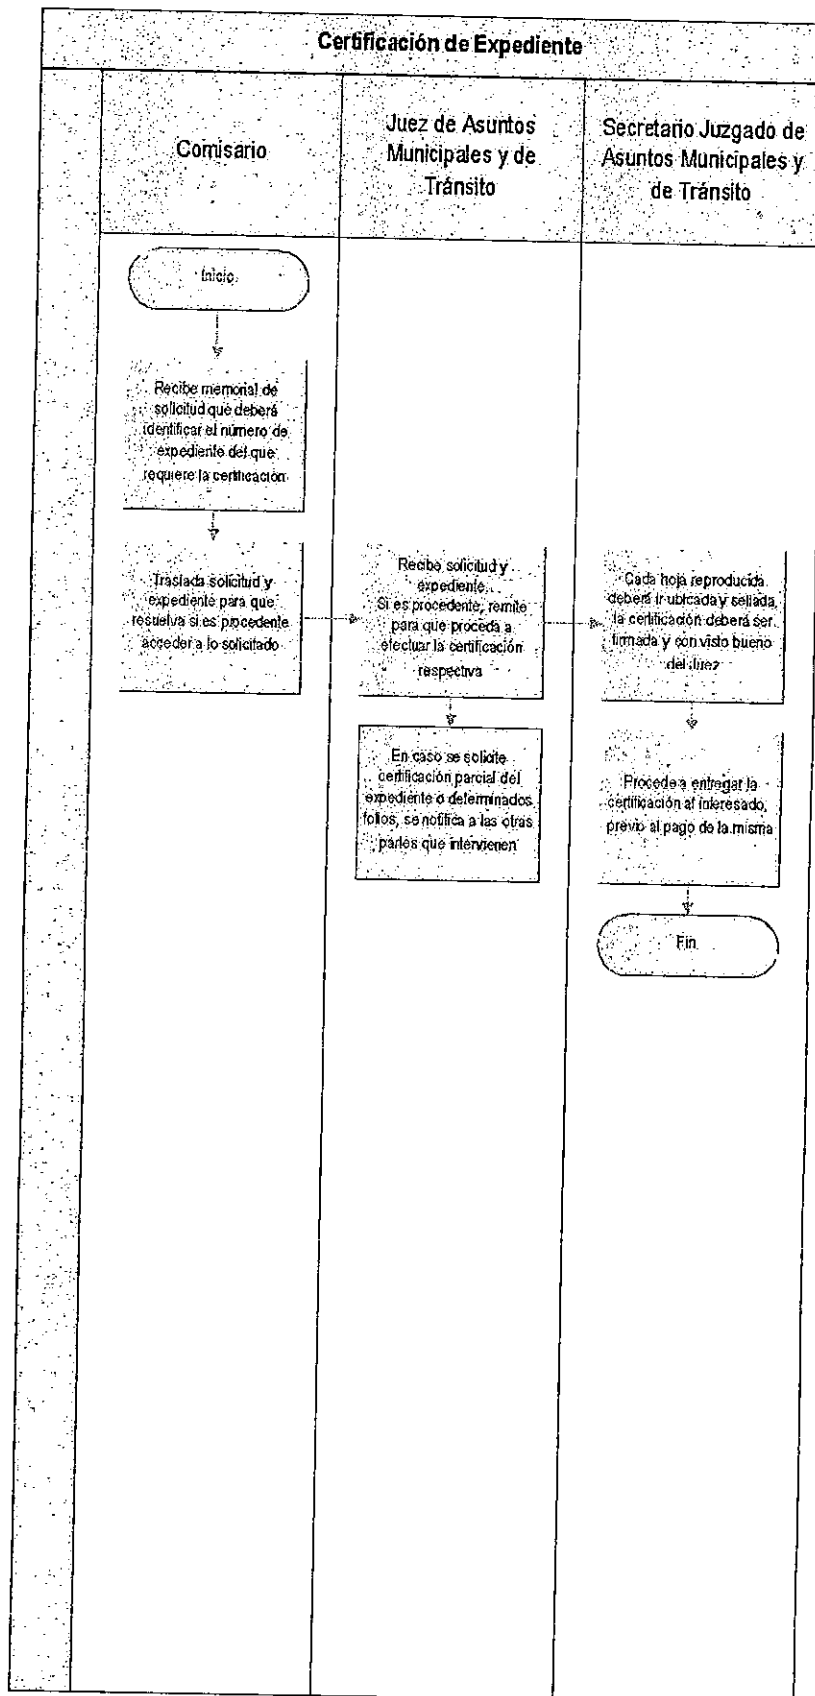 Certificación de Expediente
Comisario
Juez de Asuntos
Municipales y de
Tránsito
Secretario Juzgado de
Asuntos Municipales y
de Tránsito
Inicio
Recibe memorial de
solicitud que deberá
identificar el número de
expediente del que
requiere la certificación
Traslada solicitud y
expediente para que
resuelva si es procedente
acceder a lo solicitado
Recibe solicitud y
expediente.
Si es procedente, remite
para que proceda a
efectuar la certificación
respectiva
En caso se solicite
certificación parcial del
expediente o determinados
folios, se notifica a las otras
partes que intervienen
Cada hoja reproducida
deberá ir ubicada y sellada,
la certificación deberá ser
firmada y con visto bueno
del Juez
Procede a entregar la
certificación al interesado,
previo al pago de la misma
Fin